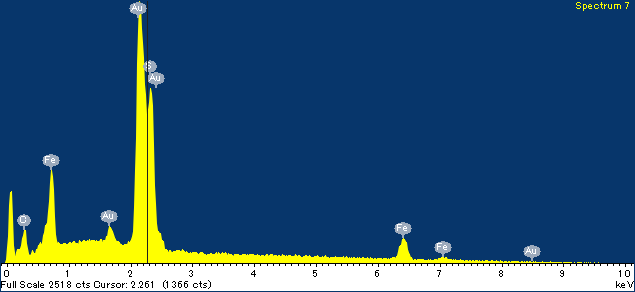 Spectrum 7
Au
S
Au
Fe
C
Au
Fe
Fe
Au
0 1 2 3 4 5 6 7 8 9 10
Full Scale 2518 cts Cursor: 2.261 (1366 cts) keV